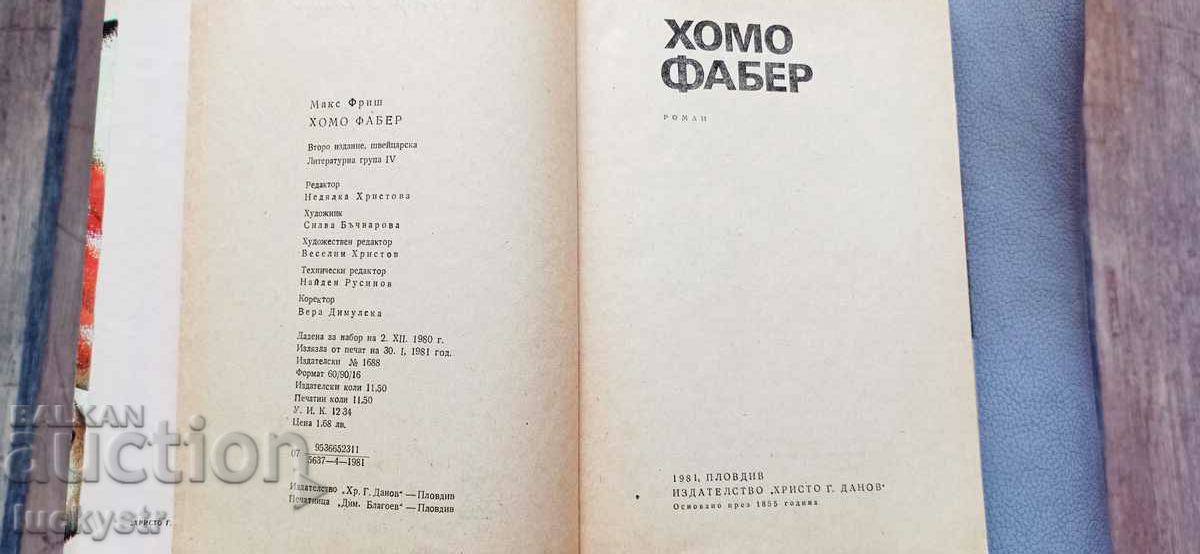 Макс Фриш
ХОМО ФАБЕР
Второ издание, швейцарска
Литературна група IV
Редактор
Недялка Христова
Художник
Силва Бъчварова
Художествен редактор
Веселин Христов
Технически редактор
Найден Русинов
Коректор
Вера Димулска
Дадена за набор на 2. XII. 1980 г.
Излязла от печат на 30. I. 1981 год.
Издателски № 1688
Формат 60/90/16
Издателски коли 11,50
Печатни коли 11,50
У. И. К. 12 34
Цена 1.68 лв.
07 9536652311
5637—4—1981
Издателство „Хр. Г. Данов" — Пловдив
Печатница „Дим. Благоев" — Пловдив
„ХРИСТО Г.
ХОМО
ФАБЕР
РОМАН
1981, ПЛОВДИВ
ИЗДАТЕЛСТВО „ХРИСТО Г. ДАНОВ"
Основано през 1855 година
BALKAN
auction
luckystr